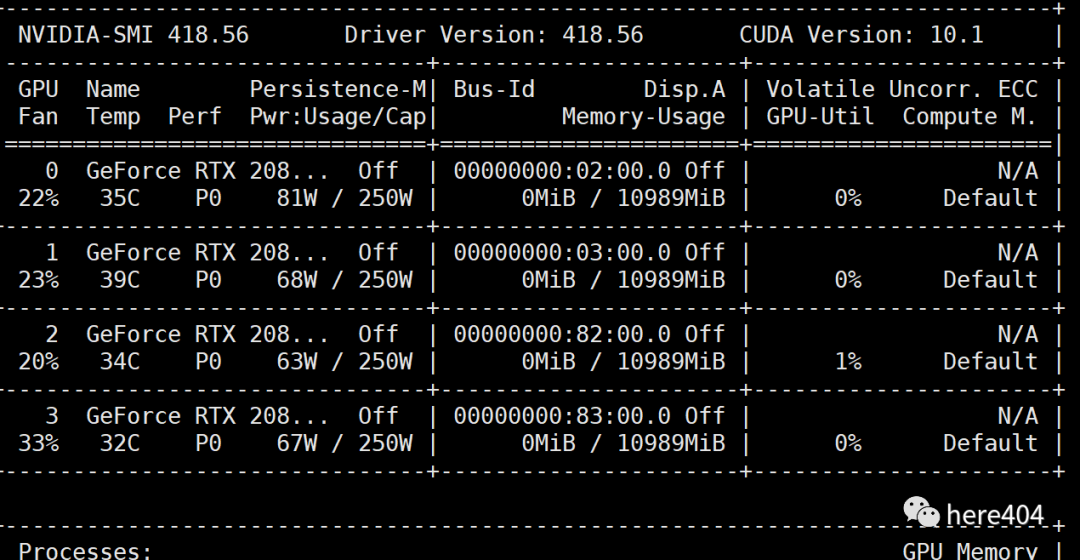 NVIDIA-SMI 418.56 Driver Version: 418.56 CUDA Version: 10.1 |
-------------------------------+----------------------+----------------------+
GPU Name Persistence-M| Bus-Id Disp.A | Volatile Uncorr. ECC |
Fan Temp Perf Pwr:Usage/Cap| Memory-Usage | GPU-Util Compute M. |
===============================+======================+======================|
0 GeForce RTX 208... Off | 00000000:02:00.0 Off | N/A |
22% 35C P0 81W / 250W | 0MiB / 10989MiB | 0% Default |
-------------------------------+----------------------+----------------------+
1 GeForce RTX 208... Off | 00000000:03:00.0 Off | N/A |
23% 39C P0 68W / 250W | 0MiB / 10989MiB | 0% Default |
-------------------------------+----------------------+----------------------+
2 GeForce RTX 208... Off | 00000000:82:00.0 Off | N/A |
20% 34C P0 63W / 250W | 0MiB / 10989MiB | 1% Default |
-------------------------------+----------------------+----------------------+
3 GeForce RTX 208... Off | 00000000:83:00.0 Off | N/A |
33% 32C P0 67W / 250W | 0MiB / 10989MiB | 0% Default |
-------------------------------+----------------------+----------------------+
here404
Processes: GPU Memory |